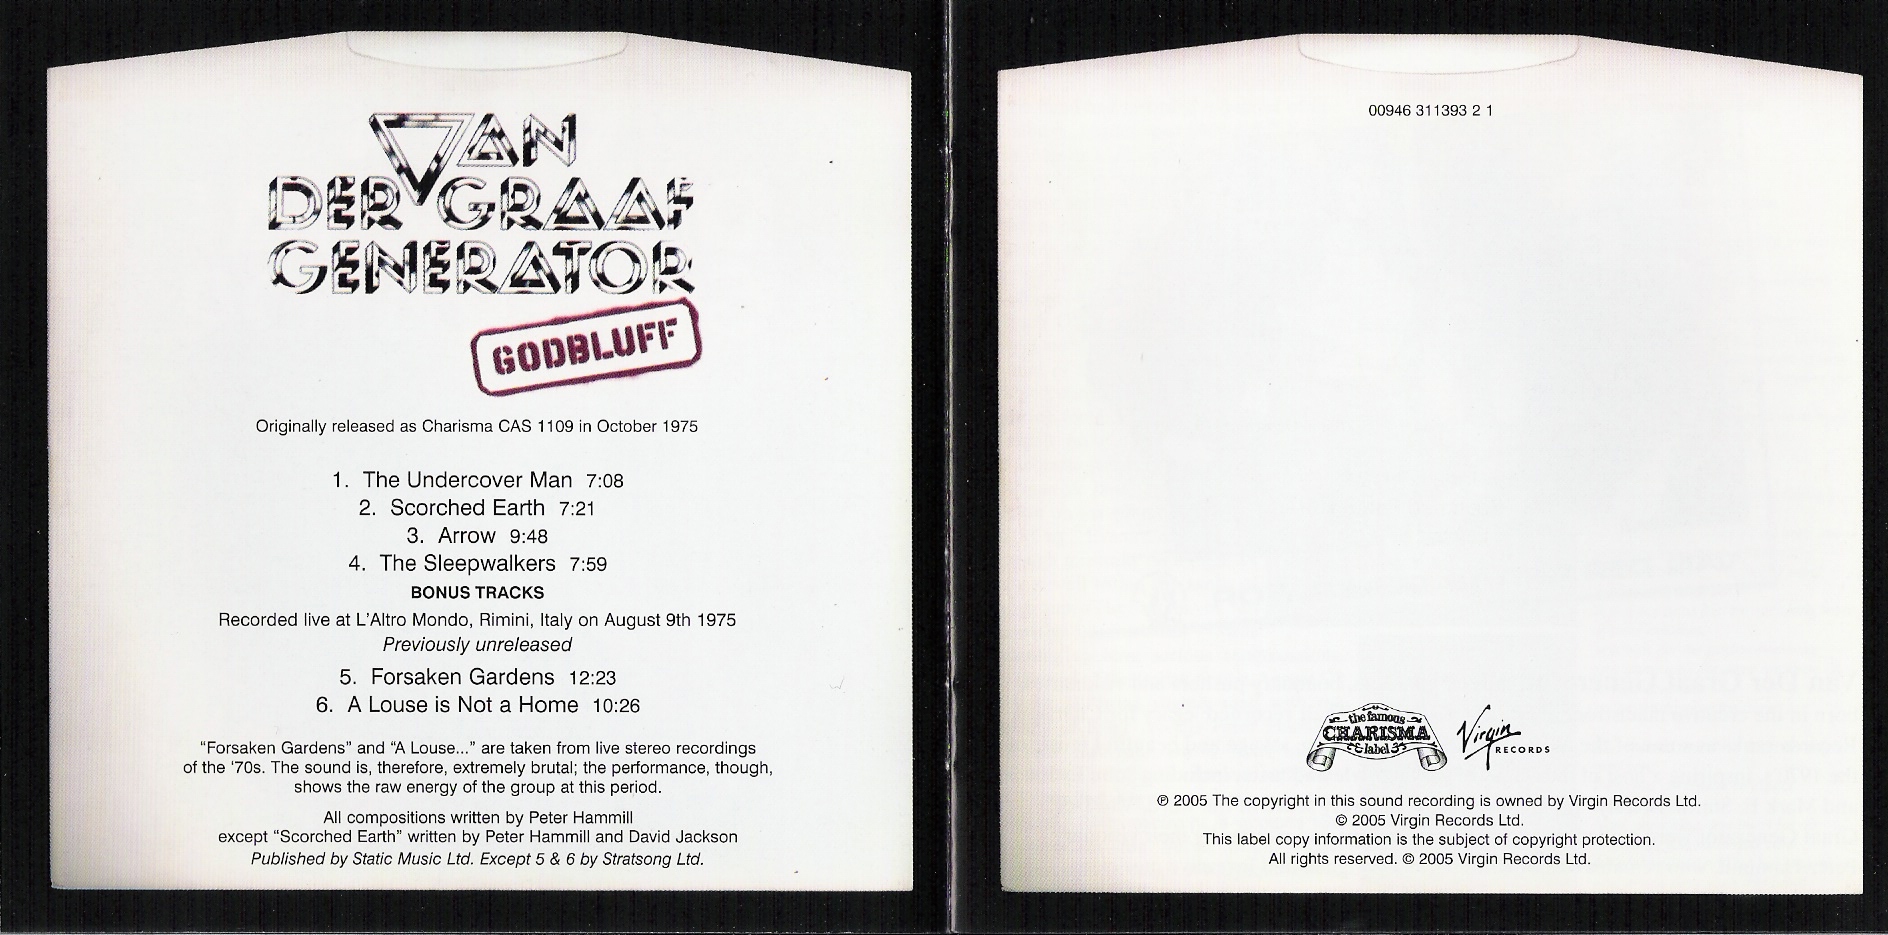 VAN
DER GRAAF
GENERATOR
GODBLUFF
Originally released as Charisma CAS 1109 in October 1975
1. The Undercover Man 7:08
2. Scorched Earth 7:21
3. Arrow 9:48
4. The Sleepwalkers 7:59
BONUS TRACKS
Recorded live at L'Altro Mondo, Rimini, Italy on August 9th 1975
Previously unreleased
5. Forsaken Gardens 12:23
6. A Louse is Not a Home 10:26
“Forsaken Gardens” and “A Louse...” are taken from live stereo recordings
of the '70s. The sound is, therefore, extremely brutal; the performance, though,
shows the raw energy of the group at this period.
All compositions written by Peter Hammill
except “Scorched Earth” written by Peter Hammill and David Jackson
Published by Static Music Ltd. Except 5 & 6 by Stratsong Ltd.
00946 311393 2 1
the famous
CHARISMA
label
Virgin
RECORDS
℗ 2005 The copyright in this sound recording is owned by Virgin Records Ltd.
© 2005 Virgin Records Ltd.
This label copy information is the subject of copyright protection.
All rights reserved. © 2005 Virgin Records Ltd.